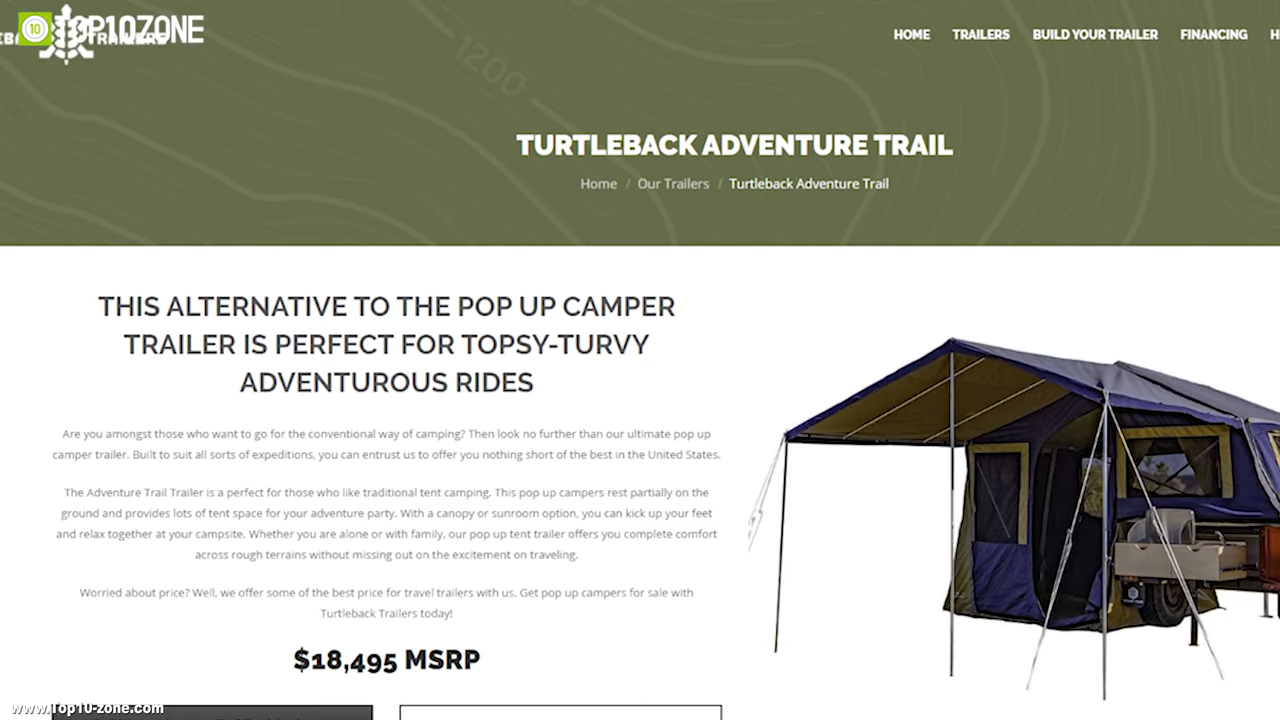 TOP10ZONE
10
TRAILERS
HOME TRAILERS BUILD YOUR TRAILER FINANCING
1200
TURTLEBACK ADVENTURE TRAIL
Home / Our Trailers / Turtleback Adventure Trail
THIS ALTERNATIVE TO THE POP UP CAMPER
TRAILER IS PERFECT FOR TOPSY-TURVY
ADVENTUROUS RIDES
Are you amongst those who want to go for the conventional way of camping? Then look no further than our ultimate pop up
camper trailer. Built to suit all sorts of expeditions, you can entrust us to offer you nothing short of the best in the United States.
The Adventure Trail Trailer is a perfect for those who like traditional tent camping. This pop up campers rest partially on the
ground and provides lots of tent space for your adventure party. With a canopy or sunroom option, you can kick up your feet
and relax together at your campsite. Whether you are alone or with family, our pop up tent trailer offers you complete comfort
across rough terrains without missing out on the excitement on traveling.
Worried about price? Well, we offer some of the best price for travel trailers with us. Get pop up campers for sale with
Turtleback Trailers today!
$18,495 MSRP
www.Top10-zone.com